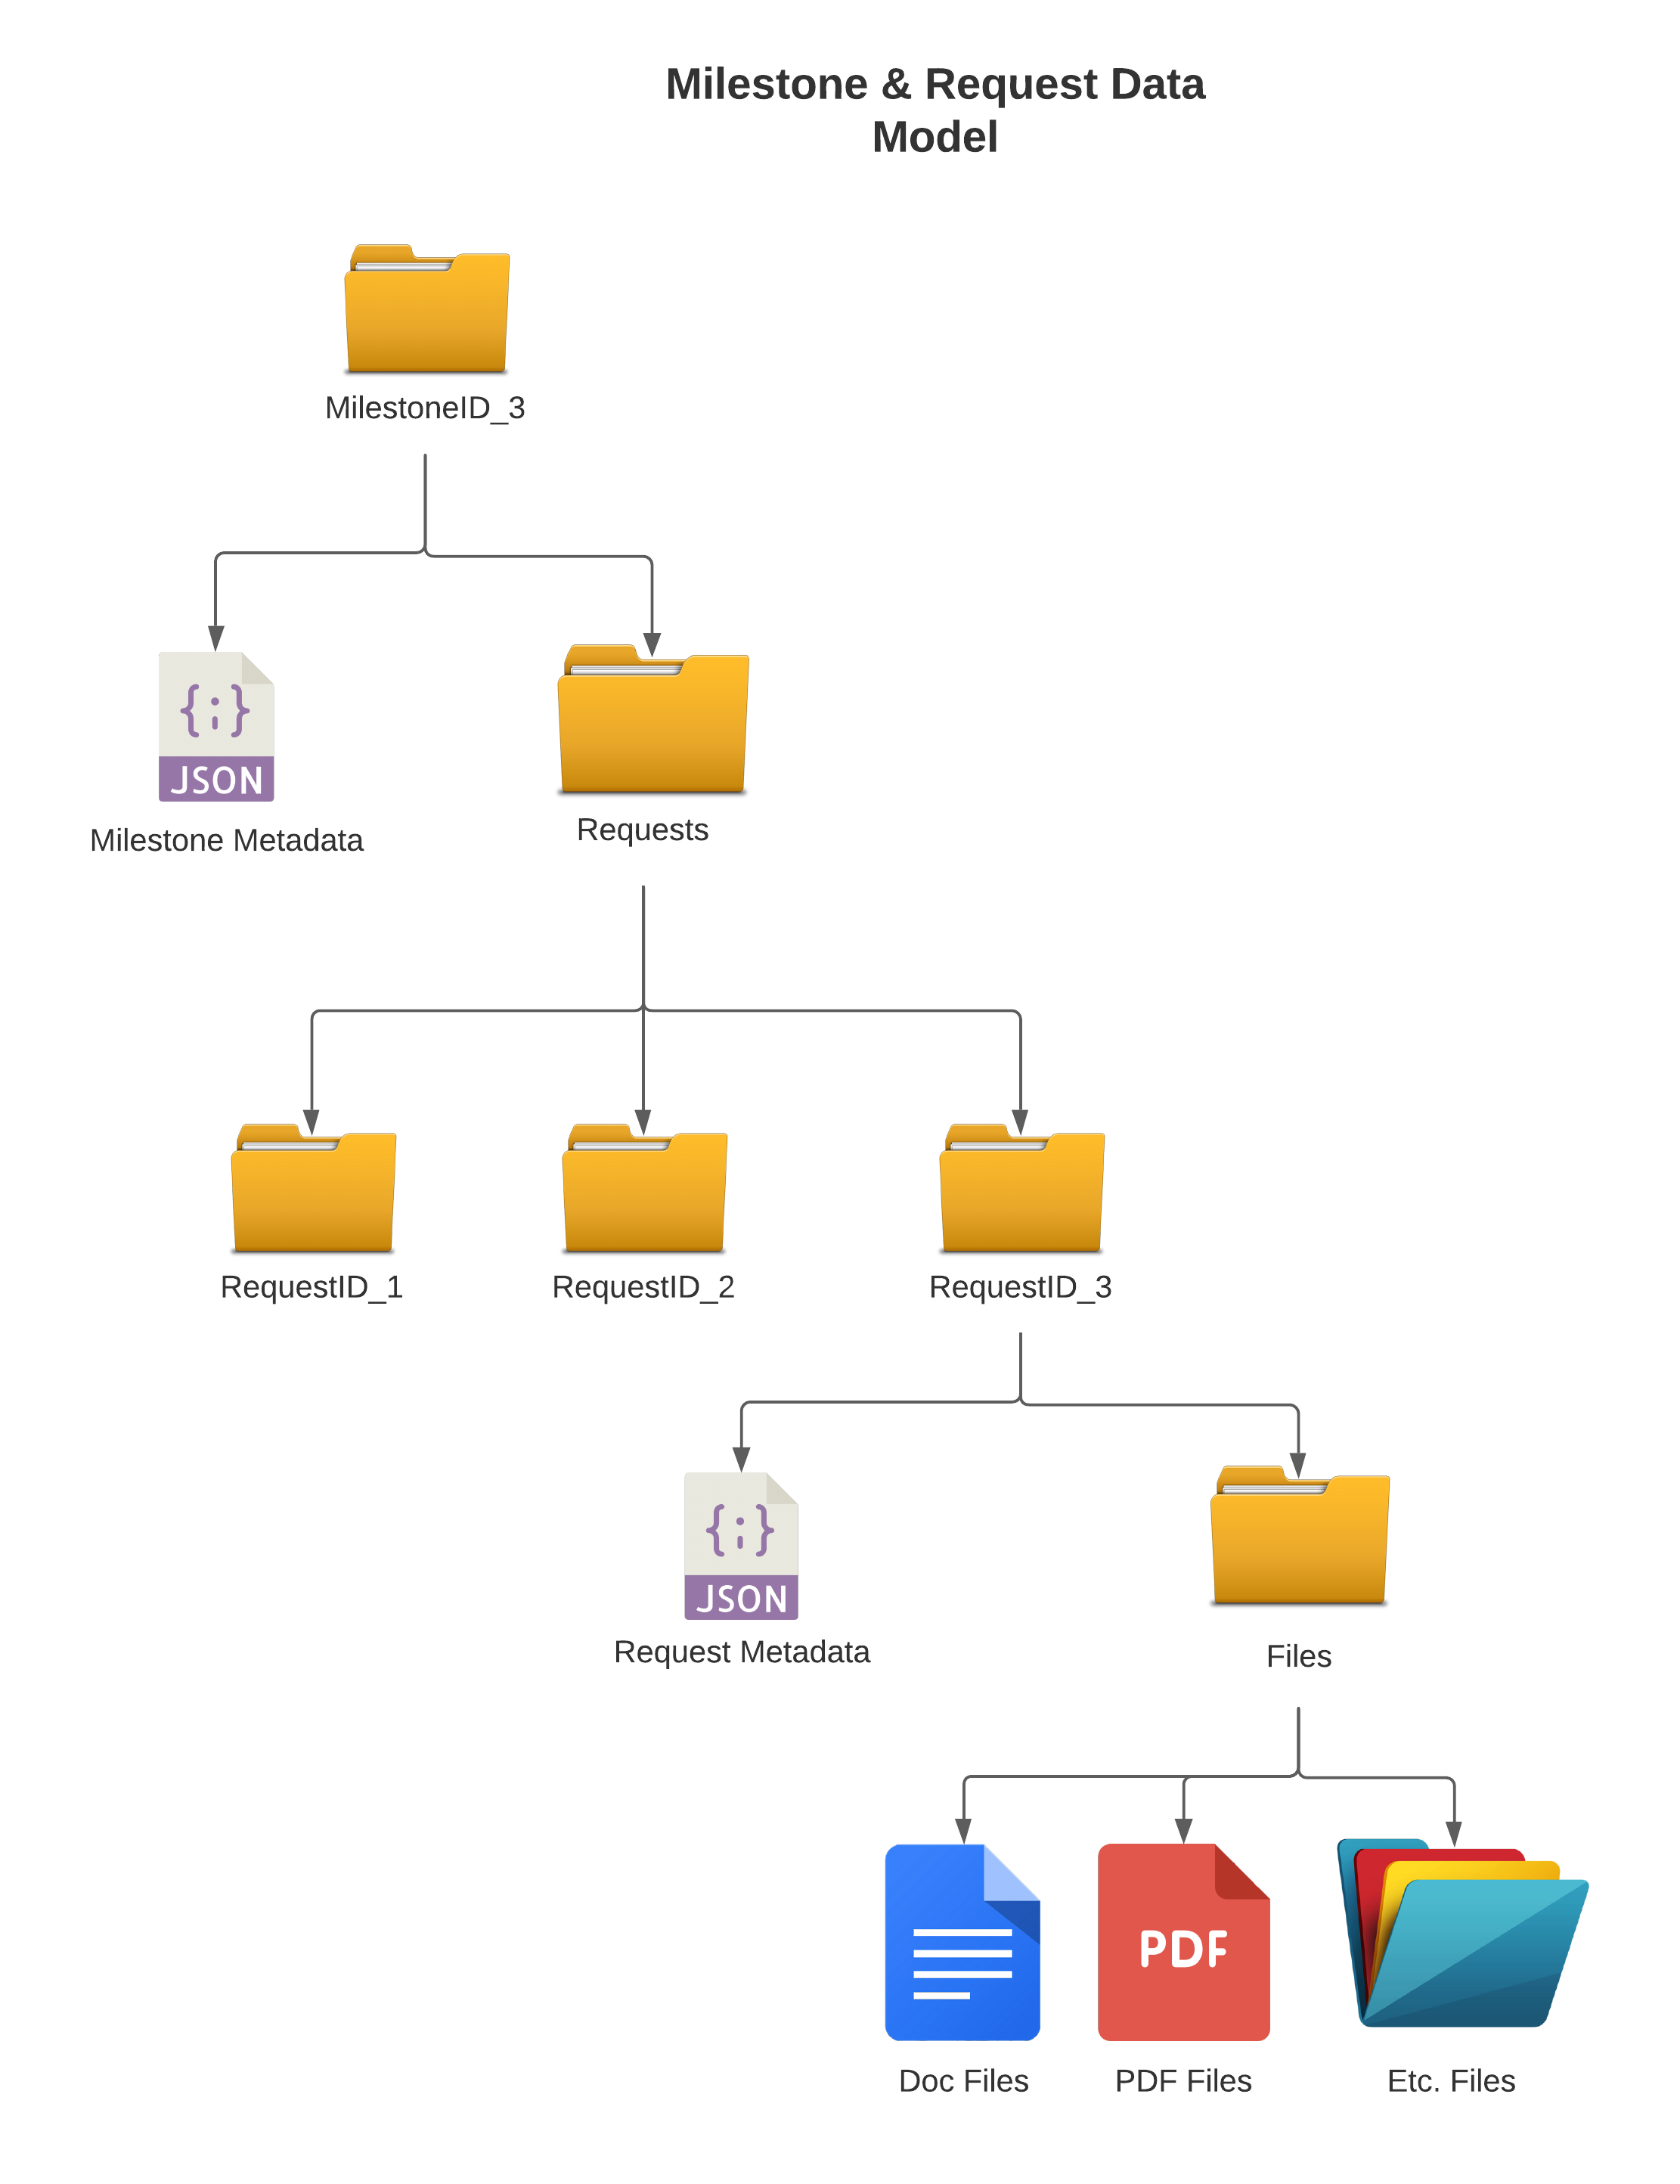 Milestone & Request Data
Model
MilestoneID_3
JSON
Milestone Metadata
Requests
RequestID_1
RequestID_2
RequestID_3
JSON
Request Metadata
Files
PDF
Doc Files
PDF Files
Etc. Files